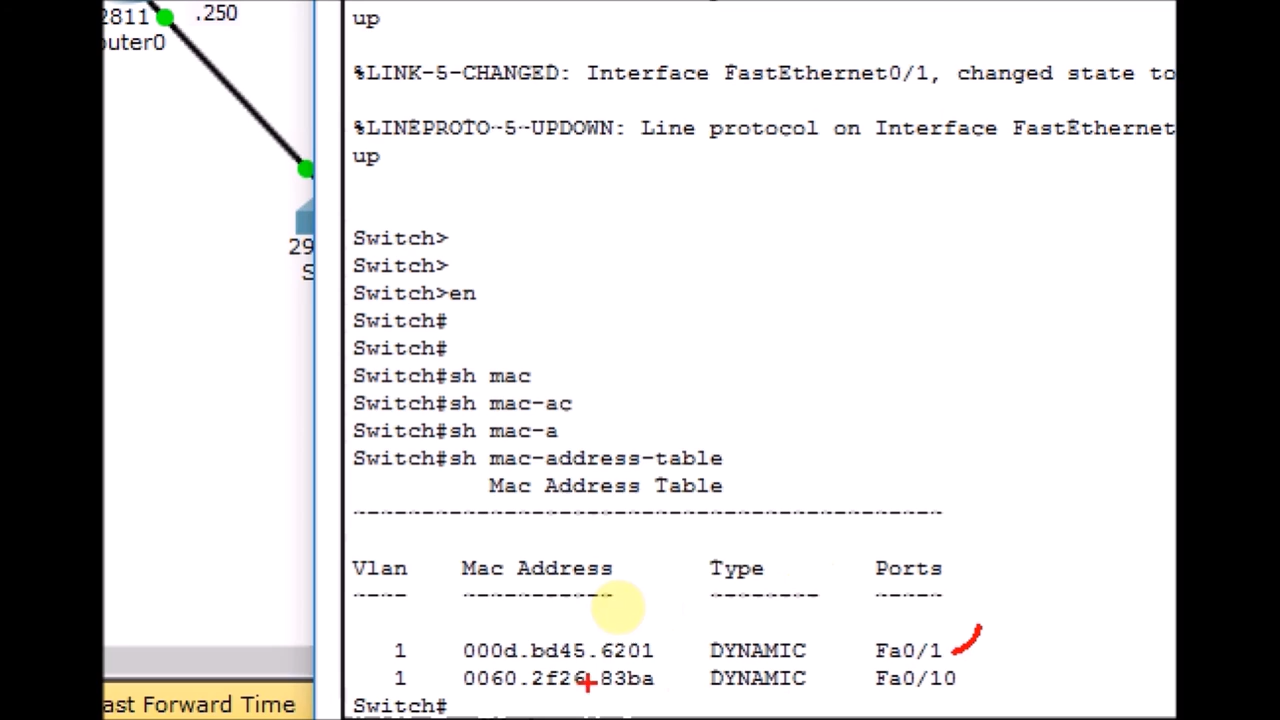 2811
.250
outer0
up
%LINK-5-CHANGED: Interface FastEthernet0/1, changed state to
%LINEPROTO-5-UPDOWN: Line protocol on Interface FastEthernet
up
Switch>
Switch>
29
S
Switch>en
Switch#
Switch#
Switch#sh mac
Switch#sh mac-ac
Switch#sh mac-a
Switch#sh mac-address-table
Mac Address Table
-------------------------------------------
Vlan Mac Address Type Ports
---- ----------- -------- -----
1 000d.bd45.6201 DYNAMIC Fa0/1
1 0060.2f26.83ba DYNAMIC Fa0/10
Switch#
ast Forward Time